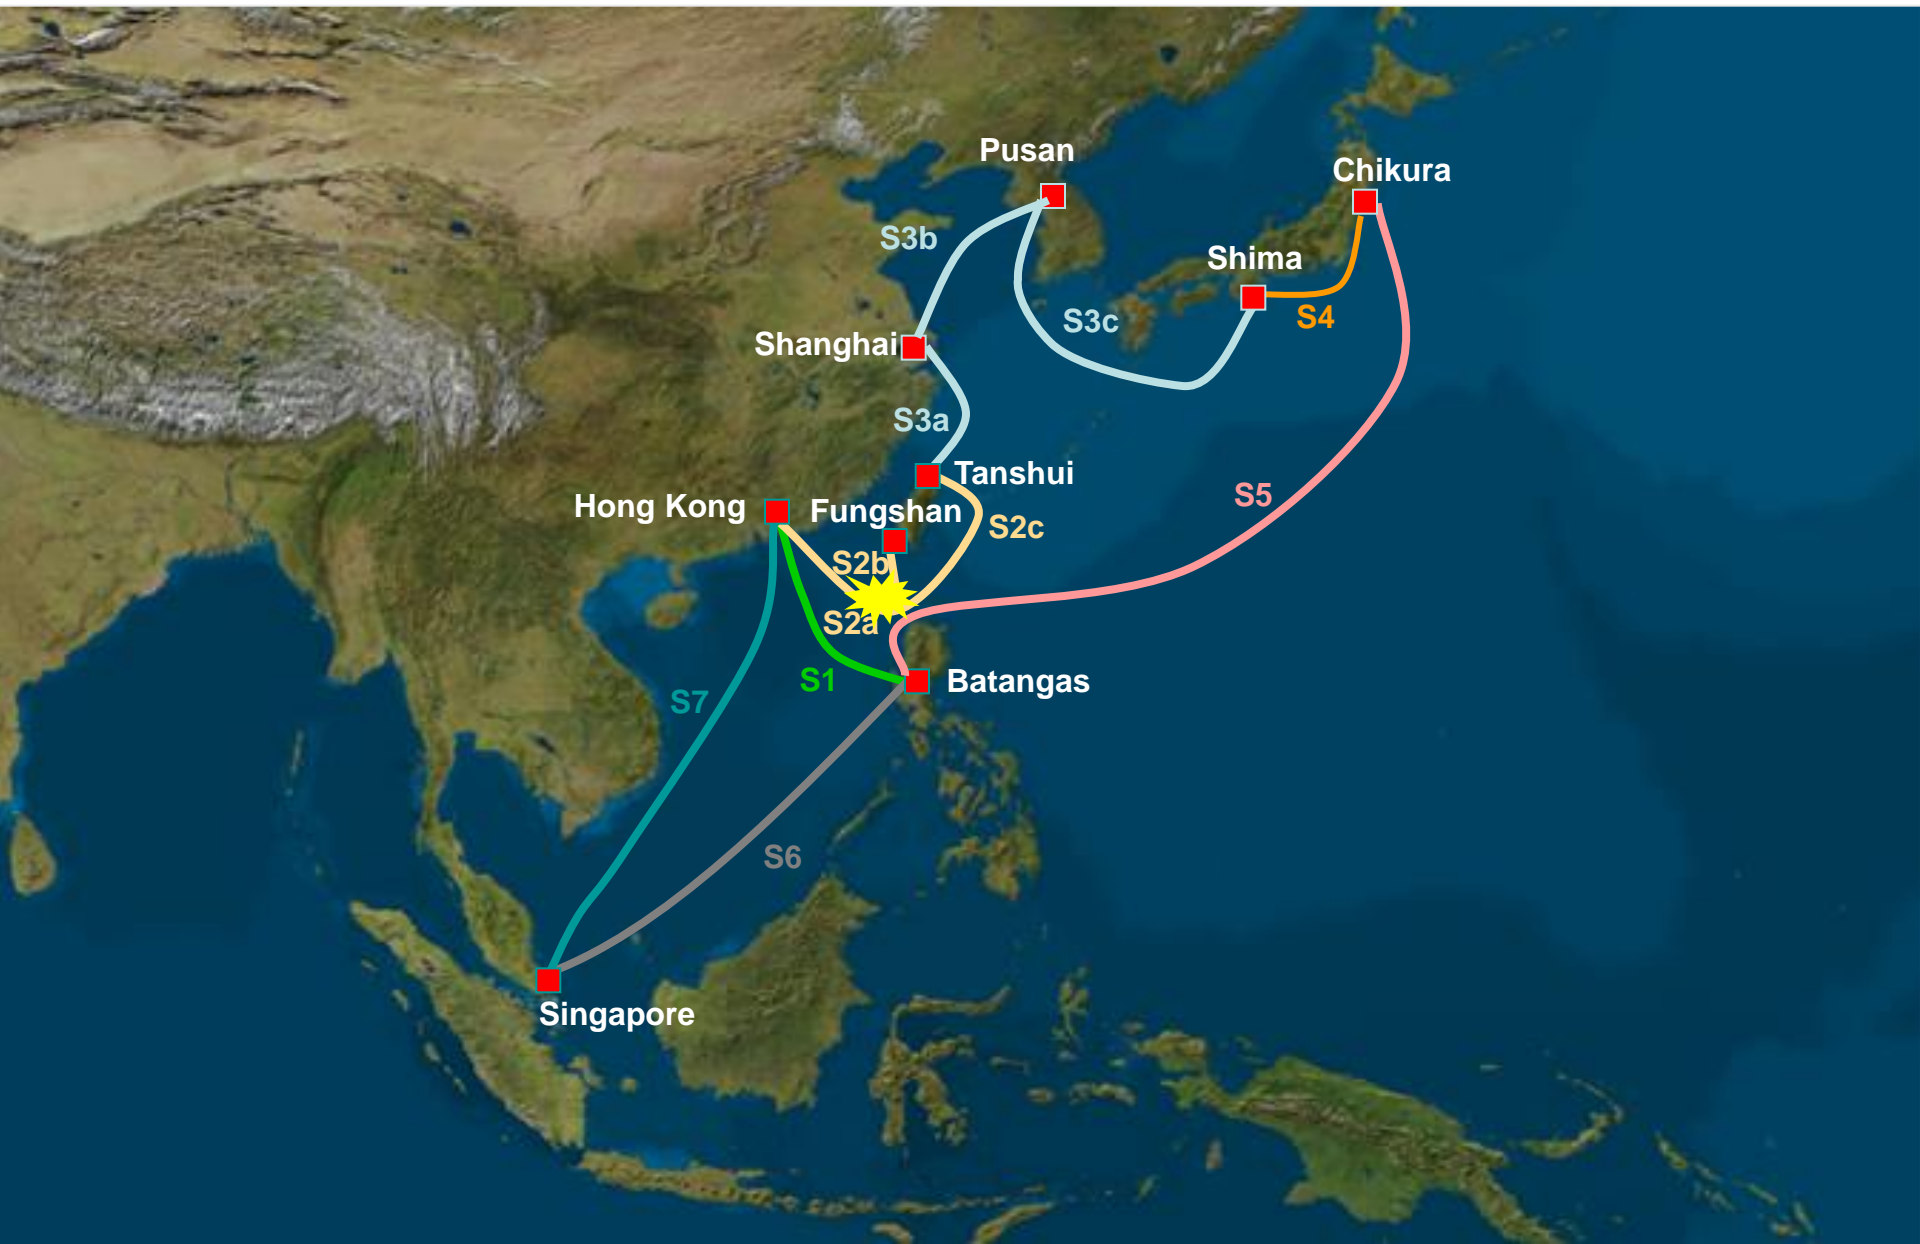 Pusan
Chikura
S3b
Shima
S3c
S4
Shanghai
S3a
Tanshui
Hong Kong
Fungshan
S5
S2c
S2b
S2a
S1
Batangas
S7
S6
Singapore